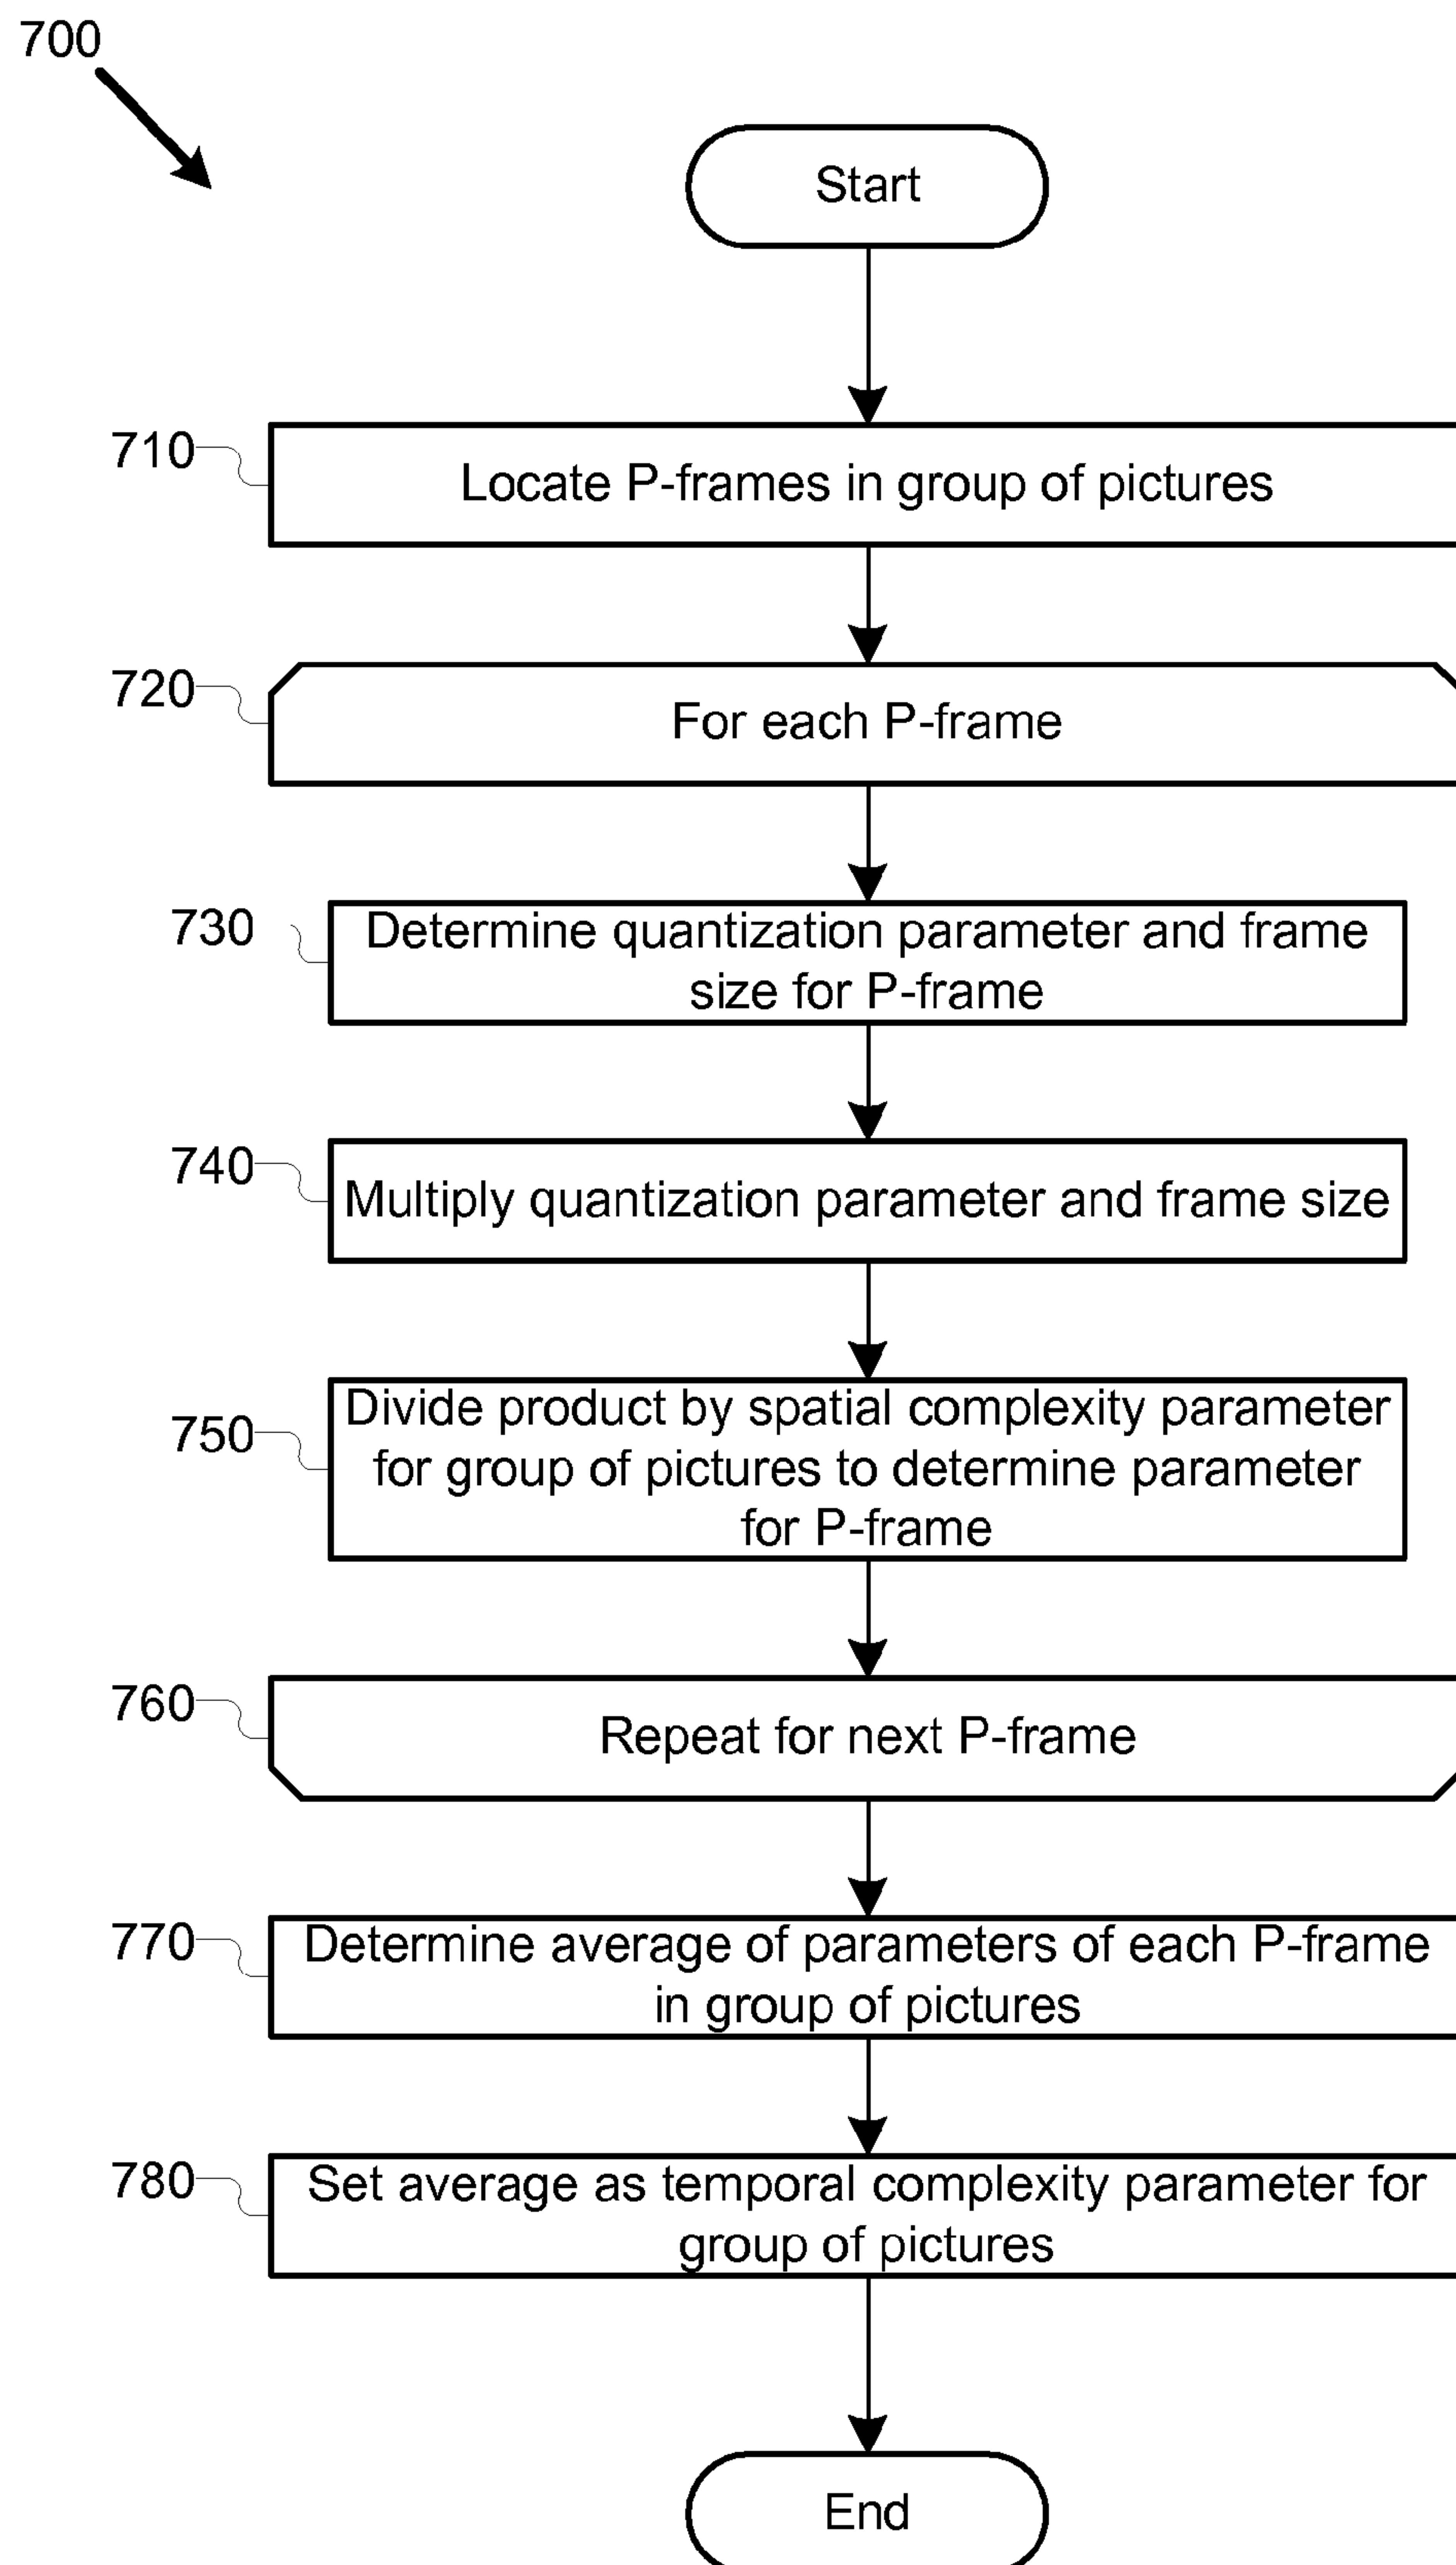 700
Start
710
Locate P-frames in group of pictures
720
For each P-frame
730
Determine quantization parameter and frame
size for P-frame
740
Multiply quantization parameter and frame size
750
Divide product by spatial complexity parameter
for group of pictures to determine parameter
for P-frame
760
Repeat for next P-frame
770
Determine average of parameters of each P-frame
in group of pictures
780
Set average as temporal complexity parameter for
group of pictures
End